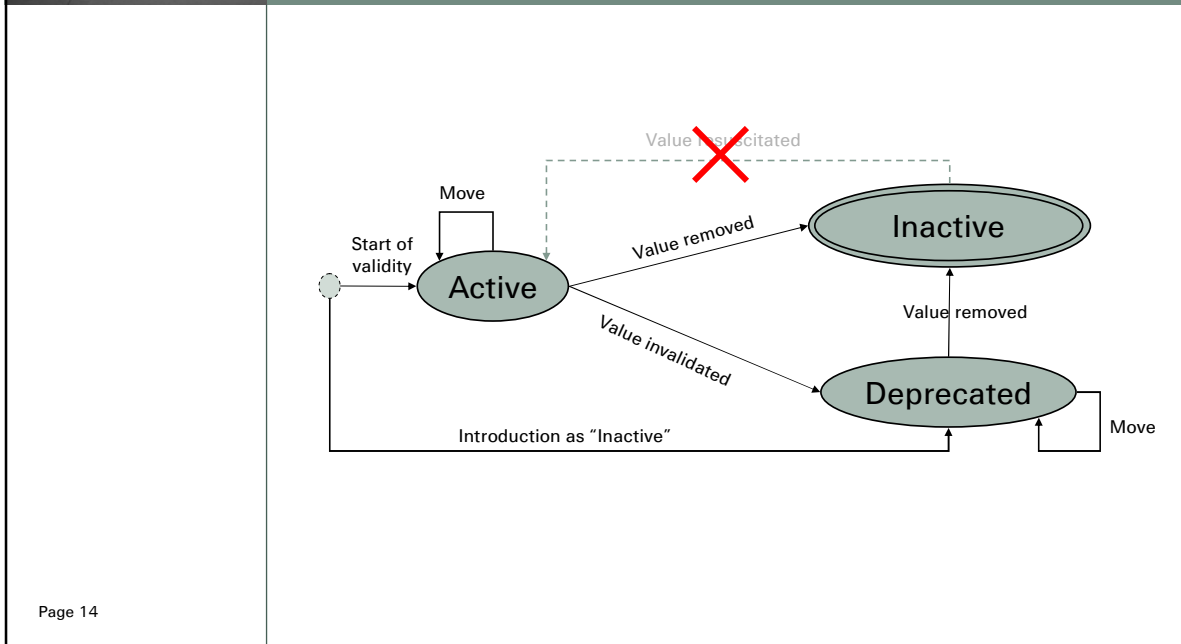 Value resuscitated
Move
Start of
validity
Active
Value removed
Inactive
Value invalidated
Value removed
Deprecated
Introduction as “Inactive”
Move
Page 14